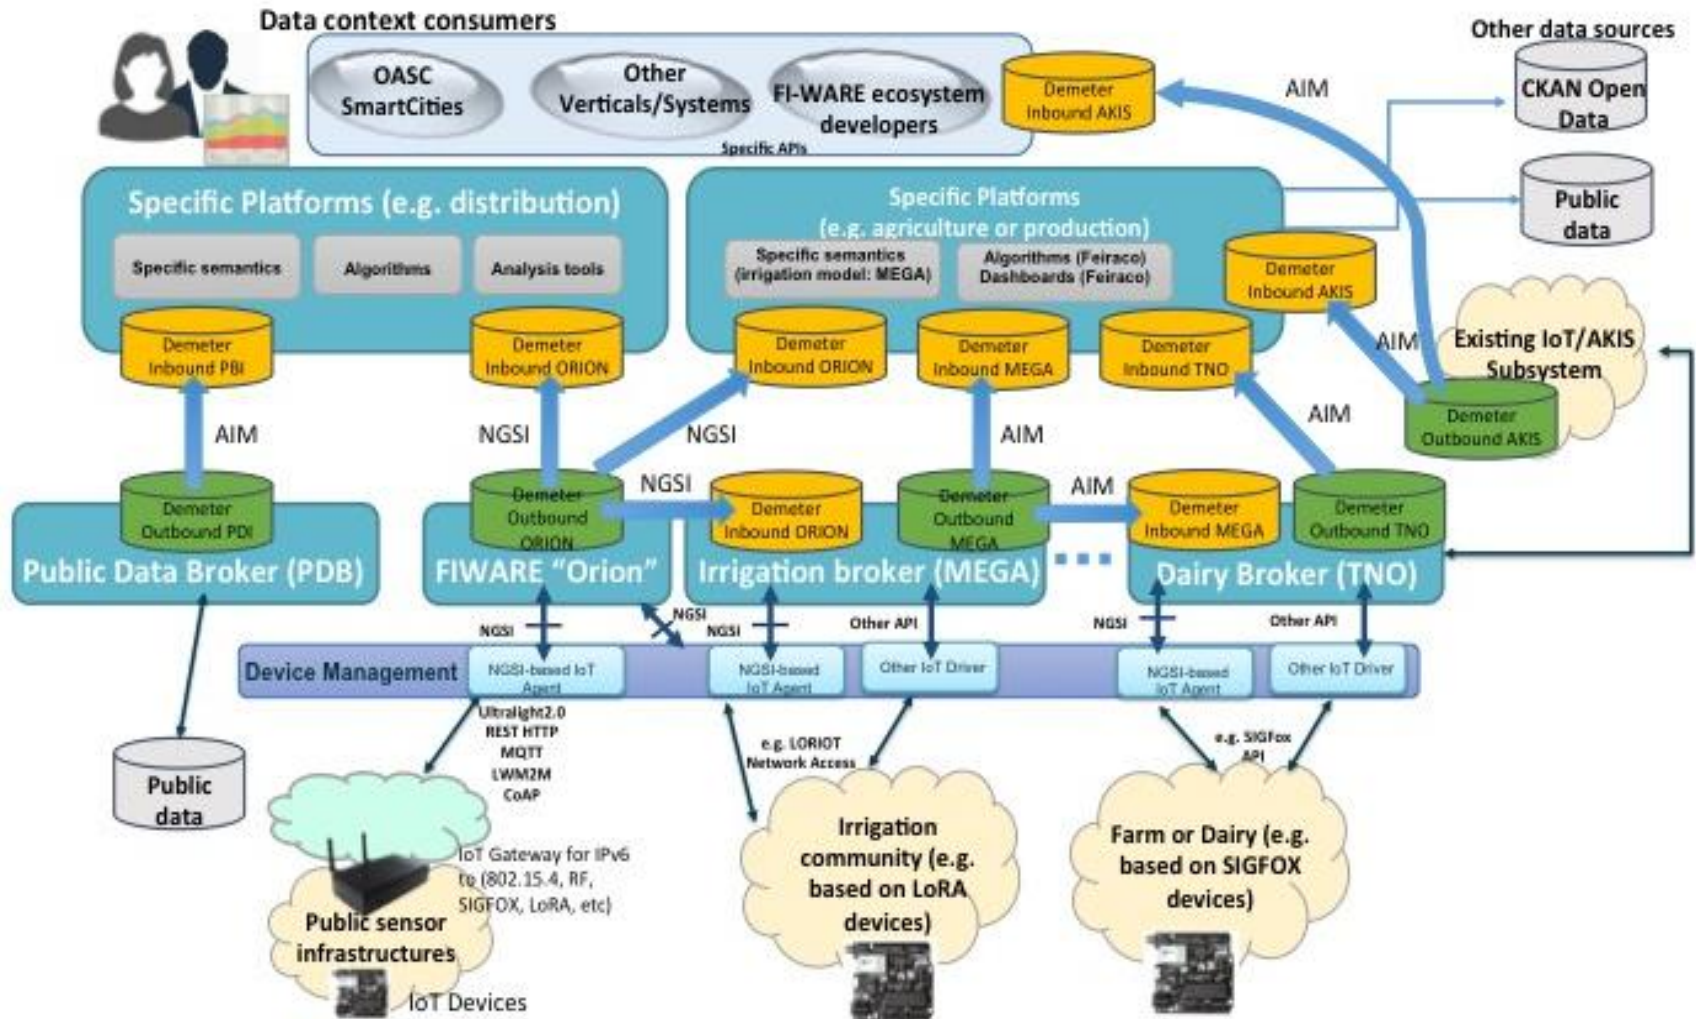 Data context consumers
Other data sources
OASC
SmartCities
Other
Verticals/Systems
FI-WARE ecosystem
developers
Specific APIs
Demeter
Inbound AKIS
AIM
CKAN Open
Data
Public
data
Specific Platforms (e.g. distribution)
Specific semantics
Algorithms
Analysis tools
Specific Platforms
(e.g. agriculture or production)
Specific semantics
(irrigation model: MEGA)
Algorithms (Feiraco)
Dashboards (Feiraco)
Demeter
Inbound AKIS
Demeter
Inbound PBI
Demeter
Inbound ORION
Demeter
Inbound ORION
Demeter
Inbound MEGA
Demeter
Inbound TNO
AIM
Existing IoT/AKIS
Subsystem
Demeter
Outbound AKIS
AIM
NGSI
NGSI
AIM
AIM
NGSI
AIM
Demeter
Outbound PDI
Demeter
Outbound
ORION
Demeter
Inbound ORION
Demeter
Outbound
MEGA
Demeter
Inbound MEGA
Demeter
Outbound TNO
Public Data Broker (PDB)
FIWARE “Orion”
Irrigation broker (MEGA)
Dairy Broker (TNO)
NGSI
NGSI
NGSI
Other API
NGSI
Other API
Device Management
NGSI-based IoT
Agent
NGSI-based
IoT Agent
Other IoT Driver
NGSI-based
IoT Agent
Other IoT Driver
Ultralight2.0
REST HTTP
MQTT
LWM2M
CoAP
e.g. LORIOT
Network Access
e.g. SIGFox
API
Public
data
IoT Gateway for IPv6
to (802.15.4, RF,
SIGFOX, LoRA, etc)
Public sensor
infrastructures
IoT Devices
Irrigation
community (e.g.
based on LoRA
devices)
Farm or Dairy (e.g.
based on SIGFOX
devices)